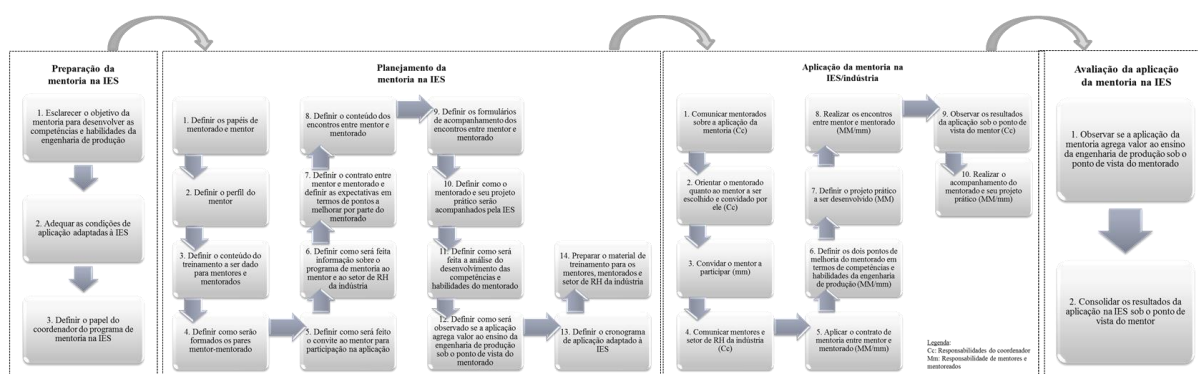 Preparação da
mentoria na IES
1. Esclarecer o objetivo da
mentoria para desenvolver as
competências e habilidades da
engenharia de produção
2. Adequar as condições de
aplicação adaptadas à IES
3. Definir o papel do
coordenador do programa de
mentoria na IES
Planejamento da
mentoria na IES
1. Definir os papéis de
mentorado e mentor
2. Definir o perfil do
mentor
3. Definir o conteúdo do
treinamento a ser dado
para mentores e
mentorados
4. Definir como serão
formados os pares
mentor-mentorado
5. Definir como será feito
o convite ao mentor para
participação na aplicação
6. Definir como será feita
informação sobre o
programa de mentoria ao
mentor e ao setor de RH
da indústria
7. Definir o contrato entre
mentor e mentorado e
definir as expectativas em
termos de pontos a
melhorar por parte do
mentorado
8. Definir o conteúdo dos
encontros entre mentor e
mentorado
9. Definir os formulários
de acompanhamento dos
encontros entre mentor e
mentorado
10. Definir como o
mentorado e seu projeto
prático serão
acompanhados pela IES
11. Definir como será
feita a análise do
desenvolvimento das
competências e
habilidades do mentorado
12. Definir como será
observado se a aplicação
agrega valor ao ensino da
engenharia de produção
sob o ponto de vista do
mentorado
13. Definir o cronograma
de aplicação adaptado à
IES
14. Preparar o material de
treinamento para os
mentores, mentorados e
setor de RH da indústria
Aplicação da mentoria na
IES/indústria
1. Comunicar mentorados
sobre a aplicação da
mentoria (Cc)
2. Orientar o mentorado
quanto ao mentor a ser
escolhido e convidado por
ele (Cc)
3. Convidar o mentor a
participar (mm)
4. Comunicar mentores e
setor de RH da indústria
(Cc)
5. Aplicar o contrato de
mentoria entre mentor e
mentorado (MM/mm)
6. Definir os dois pontos de
melhoria do mentorado em
termos de competências e
habilidades da engenharia
de produção (MM/mm)
7. Definir o projeto prático
a ser desenvolvido (MM)
8. Realizar os encontros
entre mentor e mentorado
(MM/mm)
9. Observar os resultados
da aplicação sob o ponto de
vista do mentor (Cc)
10. Realizar o
acompanhamento do
mentorado e seu projeto
prático (MM/mm)
Legenda:
Cc: Responsabilidades do coordenador
Mm: Responsabilidade de mentores e
mentoreados
Avaliação da aplicação
da mentoria na IES
1. Observar se a aplicação da
mentoria agrega valor ao ensino
da engenharia de produção sob o
ponto de vista do mentorado
2. Consolidar os resultados da
aplicação na IES sob o ponto de
vista do mentor